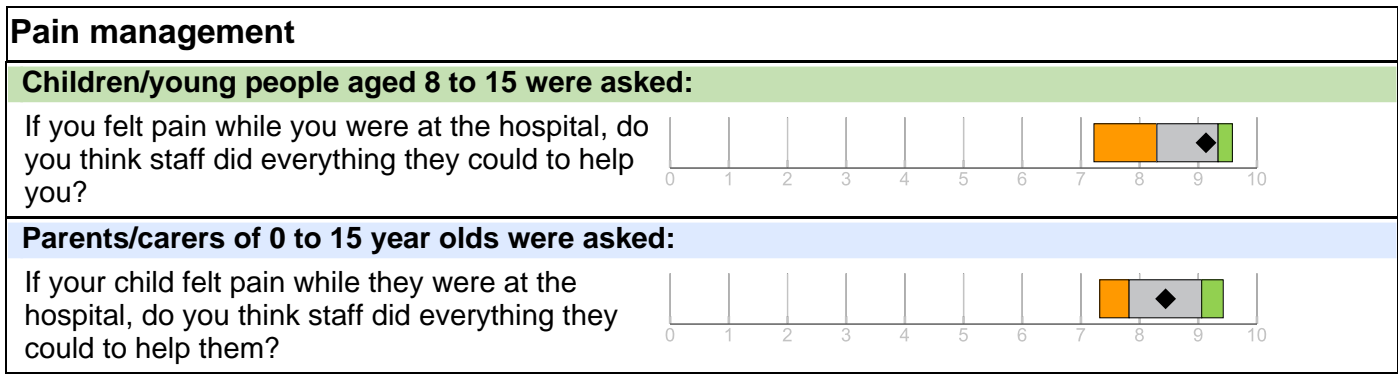 Pain management
Children/young people aged 8 to 15 were asked:
If you felt pain while you were at the hospital, do
you think staff did everything they could to help
you?
0 1 2 3 4 5 6 7 8 9 10
Parents/carers of 0 to 15 year olds were asked:
If your child felt pain while they were at the
hospital, do you think staff did everything they
could to help them?
0 1 2 3 4 5 6 7 8 9 10